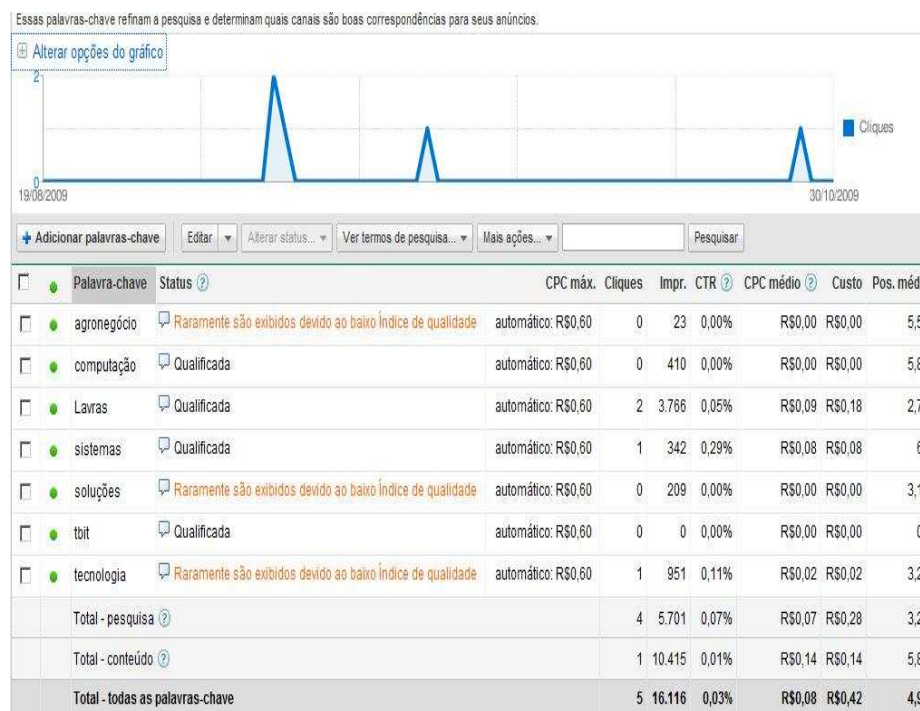 Essas palavras-chave refinam a pesquisa e determinam quais canais são boas correspondências para seus anúncios.
Alterar opções do gráfico
2
Cliques
0
19/08/2009 30/10/2009
Adicionar palavras-chave Editar Alterar status... Ver termos de pesquisa... Mais ações... Pesquisar
Palavra-chave Status ? CPC máx. Cliques Impr. CTR ? CPC médio ? Custo Pos. méd
agronegócio Raramente são exibidos devido ao baixo Índice de qualidade automático: R$0,60 0 23 0,00% R$0,00 R$0,00 5,5
computação Qualificada automático: R$0,60 0 410 0,00% R$0,00 R$0,00 5,8
Lavras Qualificada automático: R$0,60 2 3.766 0,05% R$0,09 R$0,18 2,7
sistemas Qualificada automático: R$0,60 1 342 0,29% R$0,08 R$0,08 6
soluções Raramente são exibidos devido ao baixo Índice de qualidade automático: R$0,60 0 209 0,00% R$0,00 R$0,00 3,1
tbit Qualificada automático: R$0,60 0 0 0,00% R$0,00 R$0,00 0
tecnologia Raramente são exibidos devido ao baixo Índice de qualidade automático: R$0,60 1 951 0,11% R$0,02 R$0,02 3,2
Total - pesquisa ? 4 5.701 0,07% R$0,07 R$0,28 3,2
Total - conteúdo ? 1 10.415 0,01% R$0,14 R$0,14 5,8
Total - todas as palavras-chave 5 16.116 0,03% R$0,08 R$0,42 4,9